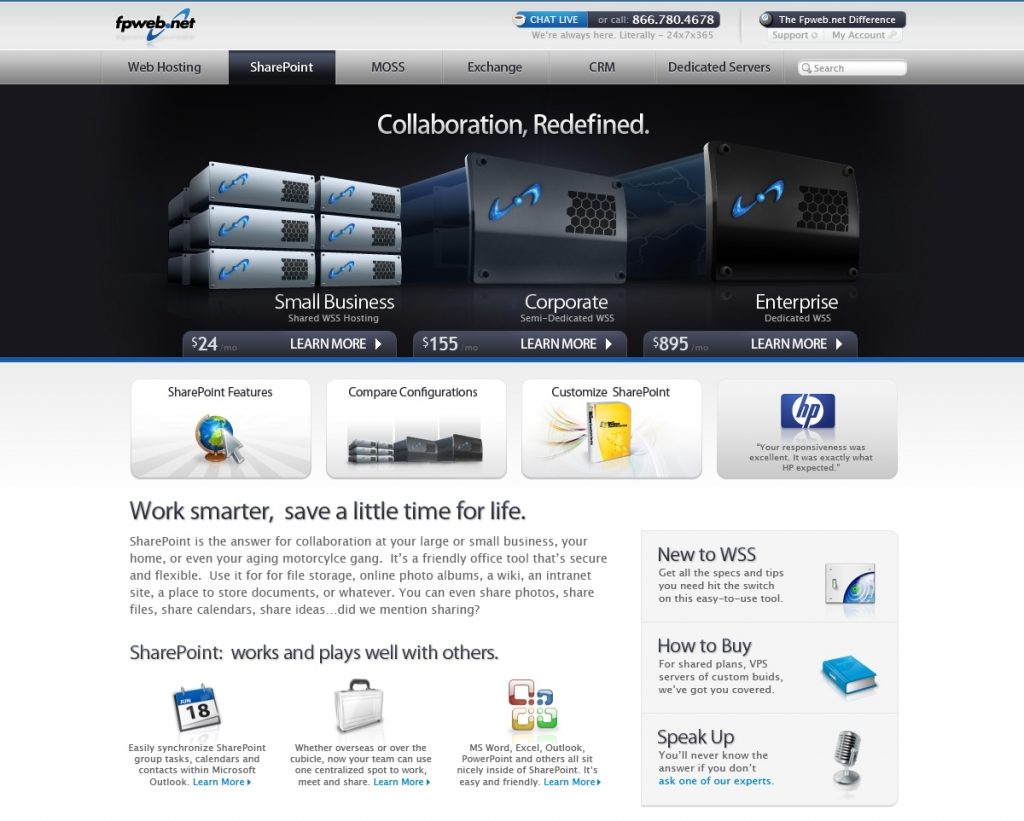 fpweb.net
CHAT LIVE or call: 866.780.4678
We're always here. Literally - 24x7x365
The Fpweb.net Difference
Support My Account
Web Hosting SharePoint MOSS Exchange CRM Dedicated Servers Search
Collaboration, Redefined.
Small Business
Shared WSS Hosting
$24/mo LEARN MORE
Corporate
Semi-Dedicated WSS
$155/mo LEARN MORE
Enterprise
Dedicated WSS
$895/mo LEARN MORE
SharePoint Features
Compare Configurations
Customize SharePoint
hp
"Your responsiveness was
excellent. It was exactly what
HP expected."
Work smarter, save a little time for life.
SharePoint is the answer for collaboration at your large or small business, your
home, or even your aging motorcylce gang. It's a friendly office tool that's secure
and flexible. Use it for for file storage, online photo albums, a wiki, an intranet
site, a place to store documents, or whatever. You can even share photos, share
files, share calendars, share ideas...did we mention sharing?
SharePoint: works and plays well with others.
JUN
18
Easily synchronize SharePoint
group tasks, calendars and
contacts within Microsoft
Outlook. Learn More
Whether overseas or over the
cubicle, now your team can use
one centralized spot to work,
meet and share. Learn More
MS Word, Excel, Outlook,
PowerPoint and others all sit
nicely inside of SharePoint. It's
easy and friendly. Learn More
New to WSS
Get all the specs and tips
you need hit the switch
on this easy-to-use tool.
How to Buy
For shared plans, VPS
servers of custom buids,
we've got you covered.
Speak Up
You'll never know the
answer if you don't
ask one of our experts.